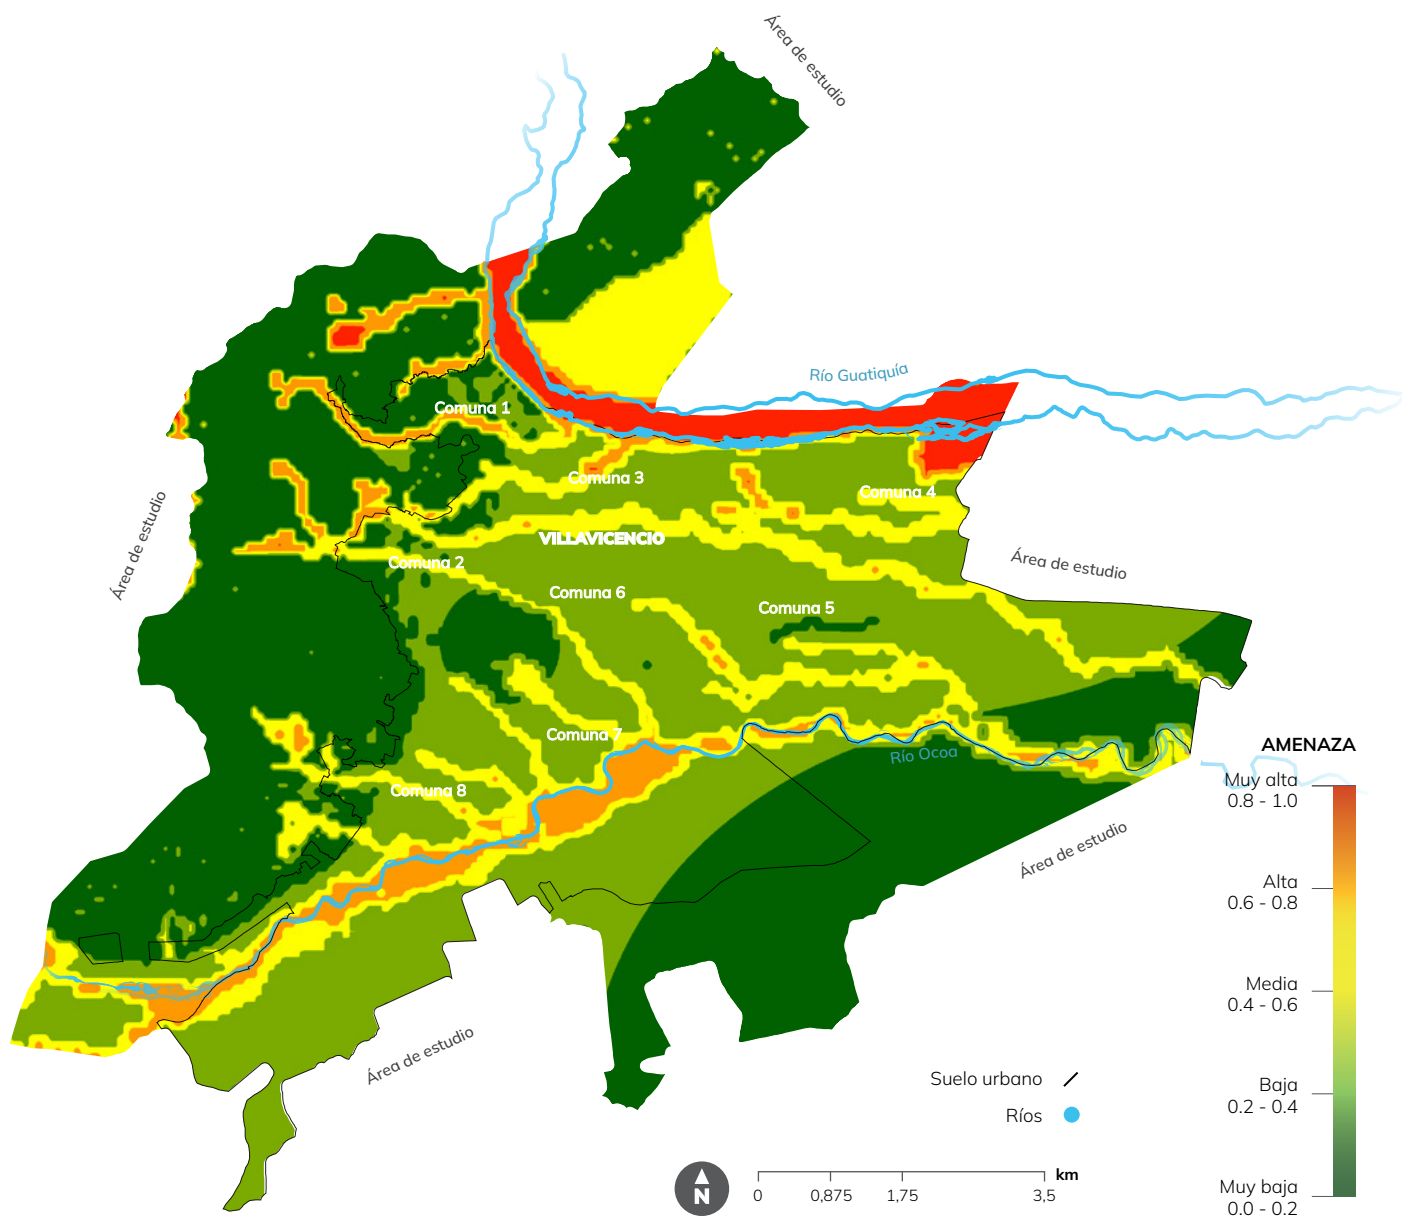 Área de estudio
Río Guatiquía
Comuna 1
Comuna 3
Comuna 4
Área de estudio
VILLAVICENCIO
Comuna 2
Área de estudio
Comuna 6
Comuna 5
Comuna 7
Río Ocoa
Comuna 8
Área de estudio
Área de estudio
AMENAZA
Muy alta
0.8 - 1.0
Alta
0.6 - 0.8
Media
0.4 - 0.6
Baja
0.2 - 0.4
Muy baja
0.0 - 0.2
Suelo urbano
Ríos
N
km
0 0,875 1,75 3,5